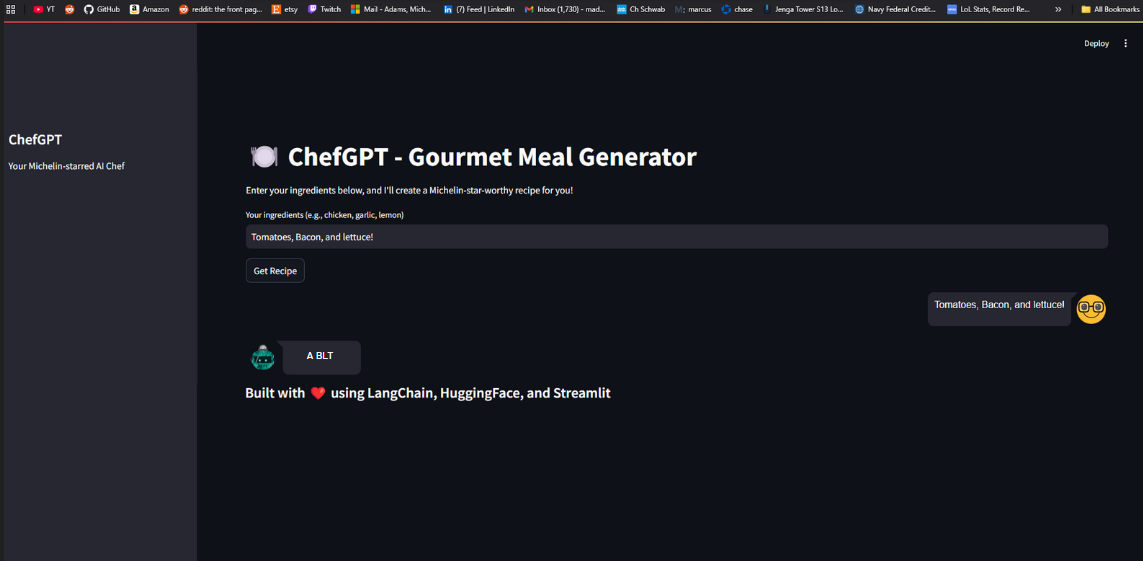 YT GitHub Amazon reddit: the front pag... etsy Twitch Mail - Adams, Mich... (7) Feed | LinkedIn Inbox (1,730) - mad... Ch Schwab marcus chase Jenga Tower S13 Lo... Navy Federal Credit... LoL Stats, Record Re... » All Bookmarks
Deploy
ChefGPT
Your Michelin-starred AI Chef
ChefGPT - Gourmet Meal Generator
Enter your ingredients below, and I'll create a Michelin-star-worthy recipe for you!
Your ingredients (e.g., chicken, garlic, lemon)
Tomatoes, Bacon, and lettuce!
Get Recipe
Tomatoes, Bacon, and lettuce!
A BLT
Built with ❤️ using LangChain, HuggingFace, and Streamlit